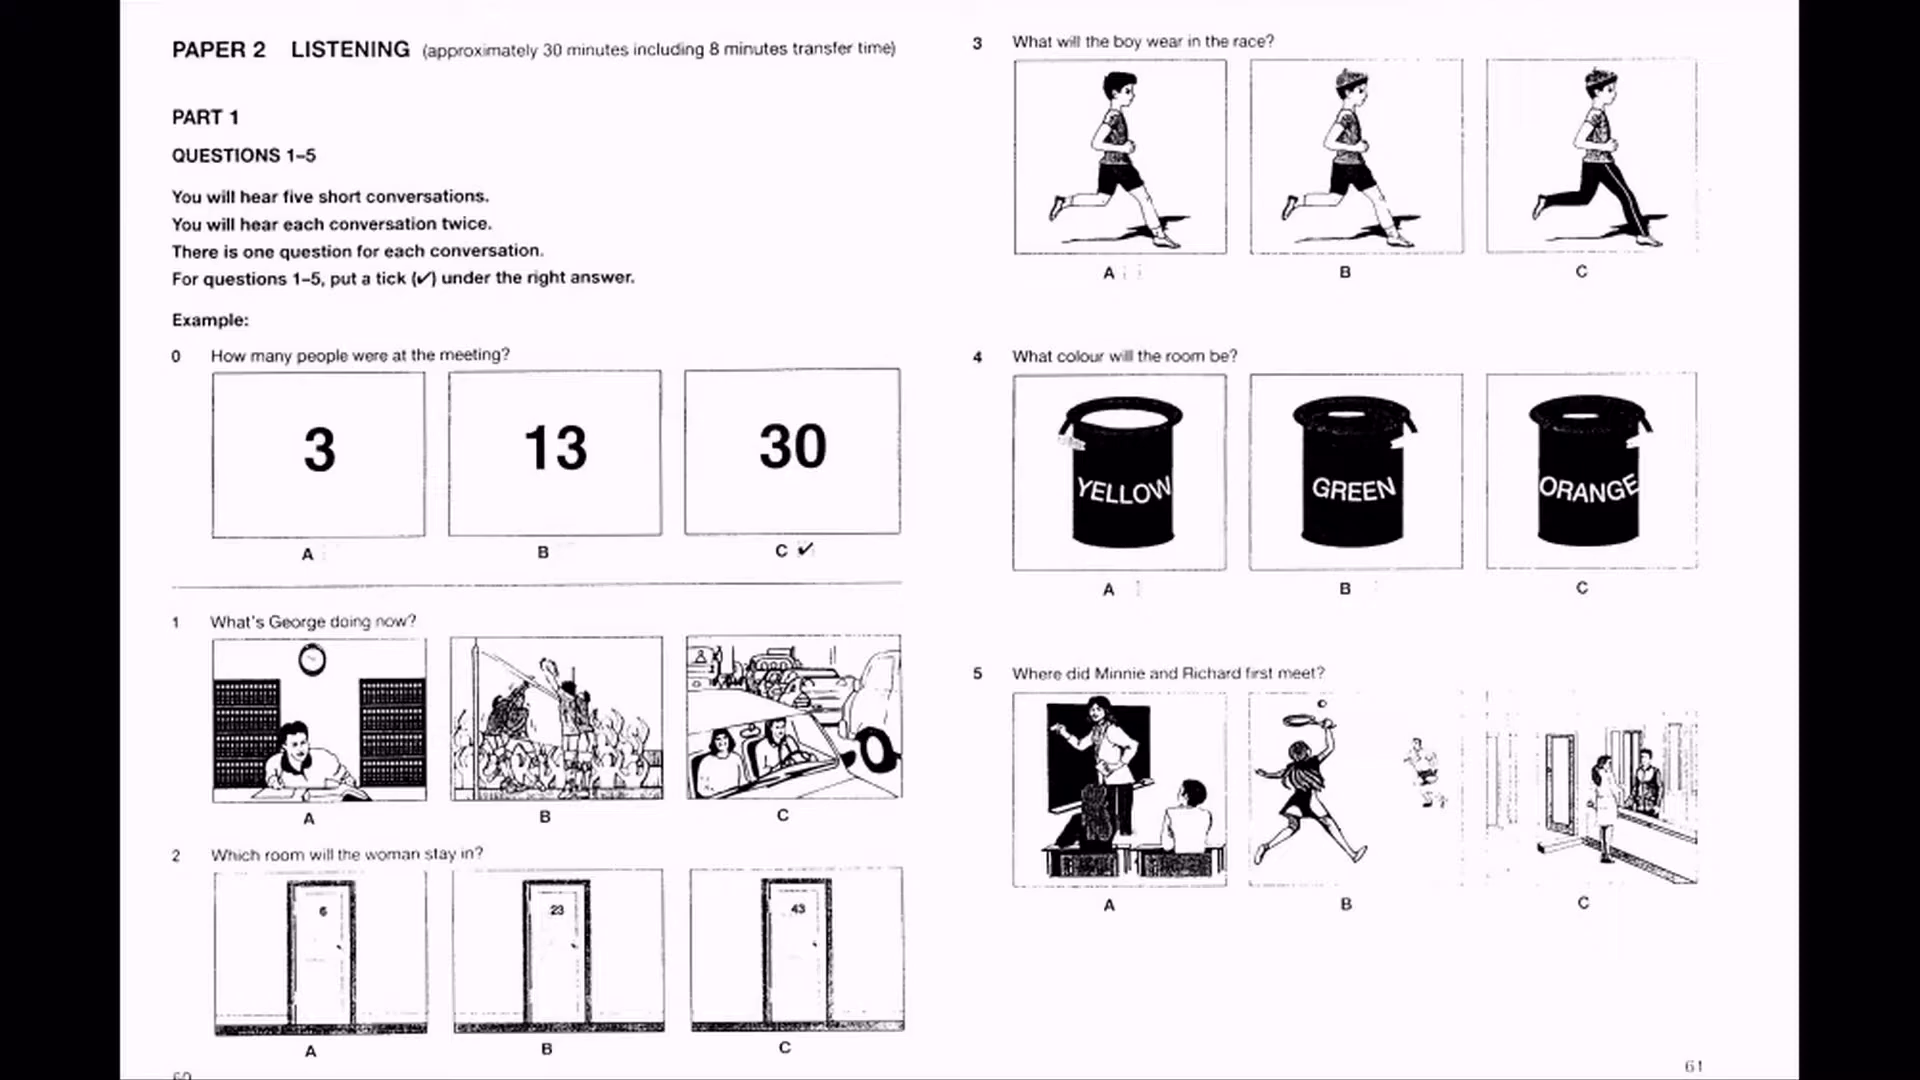 PAPER 2 LISTENING (approximately 30 minutes including 8 minutes transfer time)
PART 1
QUESTIONS 1–5
You will hear five short conversations.
You will hear each conversation twice.
There is one question for each conversation.
For questions 1–5, put a tick (✓) under the right answer.
Example:
0 How many people were at the meeting?
3 13 30
A B C ✓
1 What's George doing now?
A B C
2 Which room will the woman stay in?
6 23 43
A B C
60
3 What will the boy wear in the race?
A B C
4 What colour will the room be?
YELLOW GREEN ORANGE
A B C
5 Where did Minnie and Richard first meet?
A B C
61